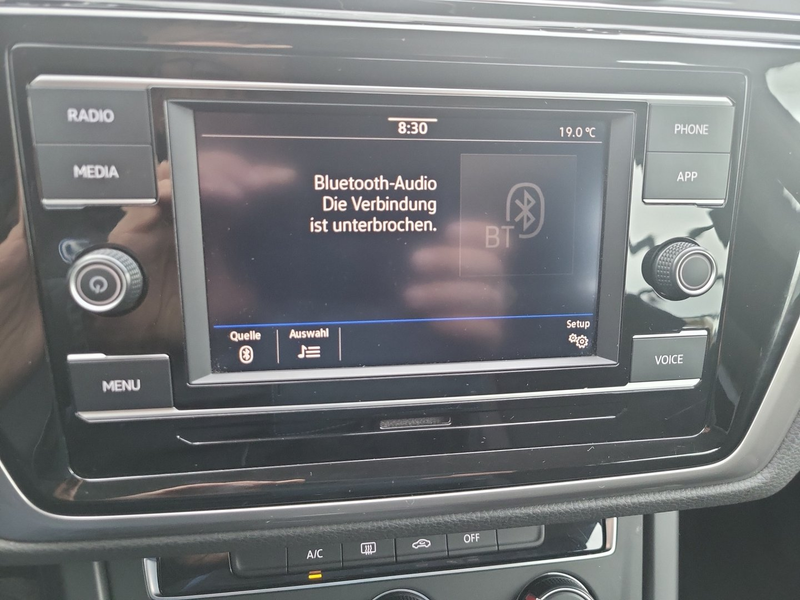 RADIO
MEDIA
MENU
8:30
19.0 °C
Bluetooth-Audio
Die Verbindung
ist unterbrochen.
BT
Quelle
Auswahl
Setup
PHONE
APP
VOICE
A/C
OFF